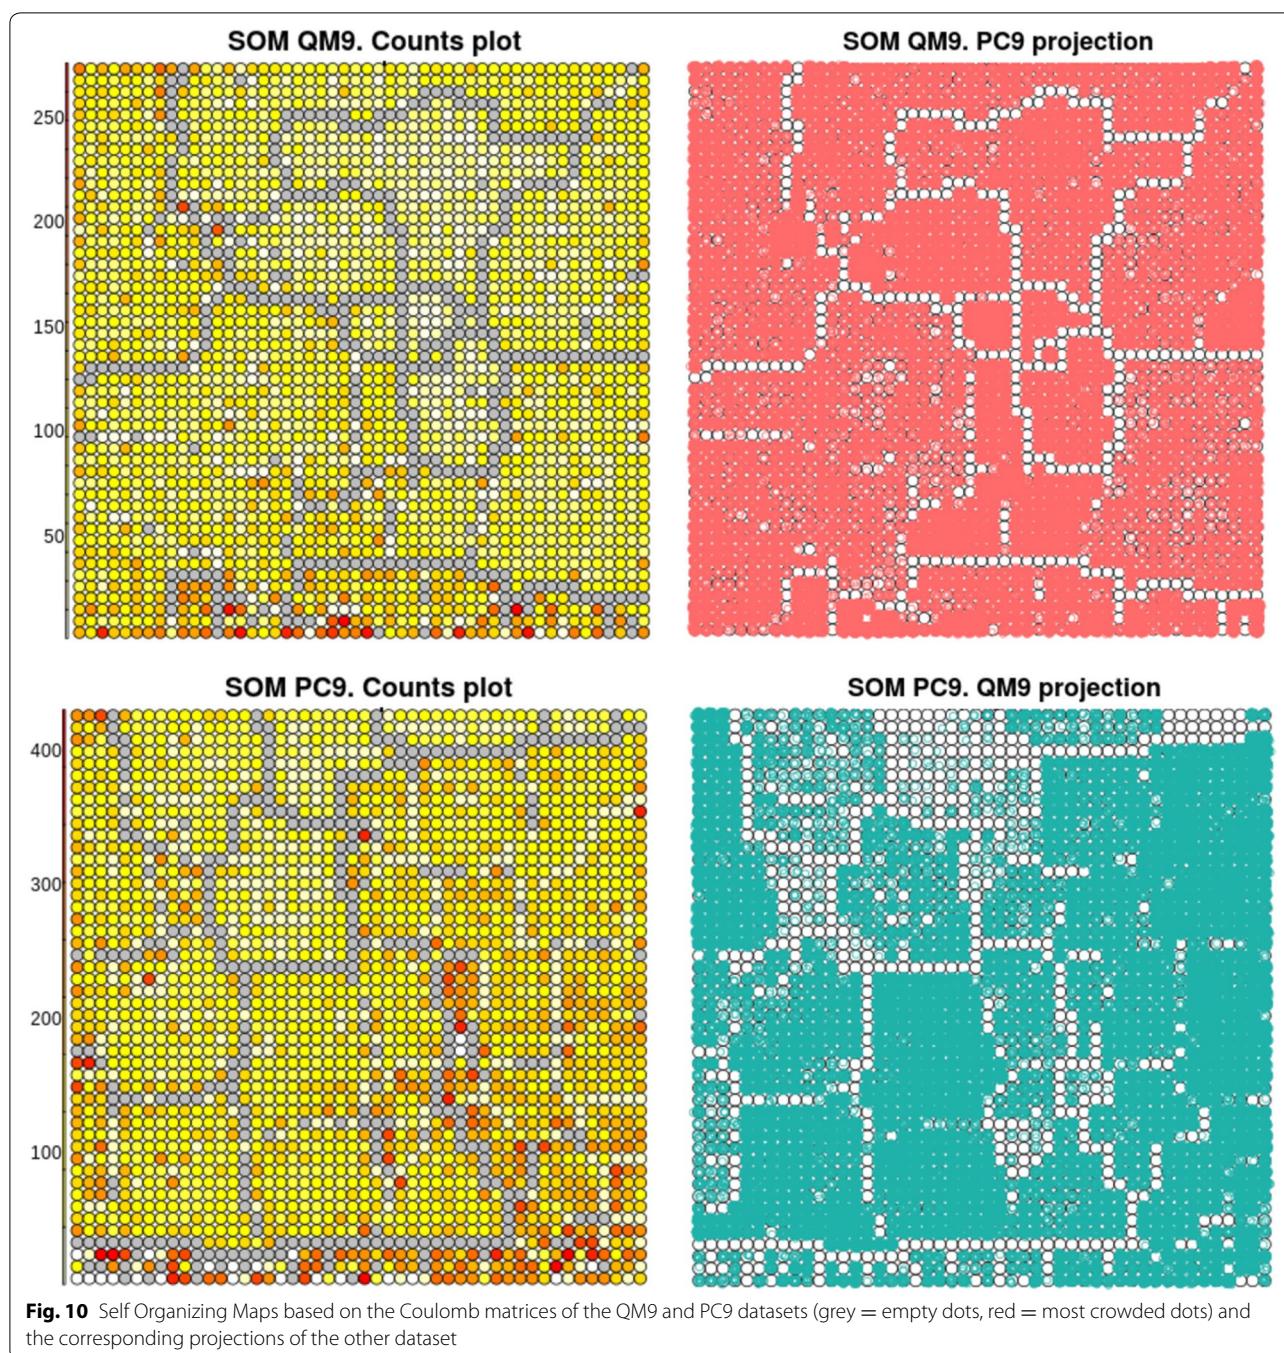 SOM QM9. Counts plot
SOM QM9. PC9 projection
250
200
150
100
50
SOM PC9. Counts plot
SOM PC9. QM9 projection
400
300
200
100
Fig. 10 Self Organizing Maps based on the Coulomb matrices of the QM9 and PC9 datasets (grey = empty dots, red = most crowded dots) and
the corresponding projections of the other dataset